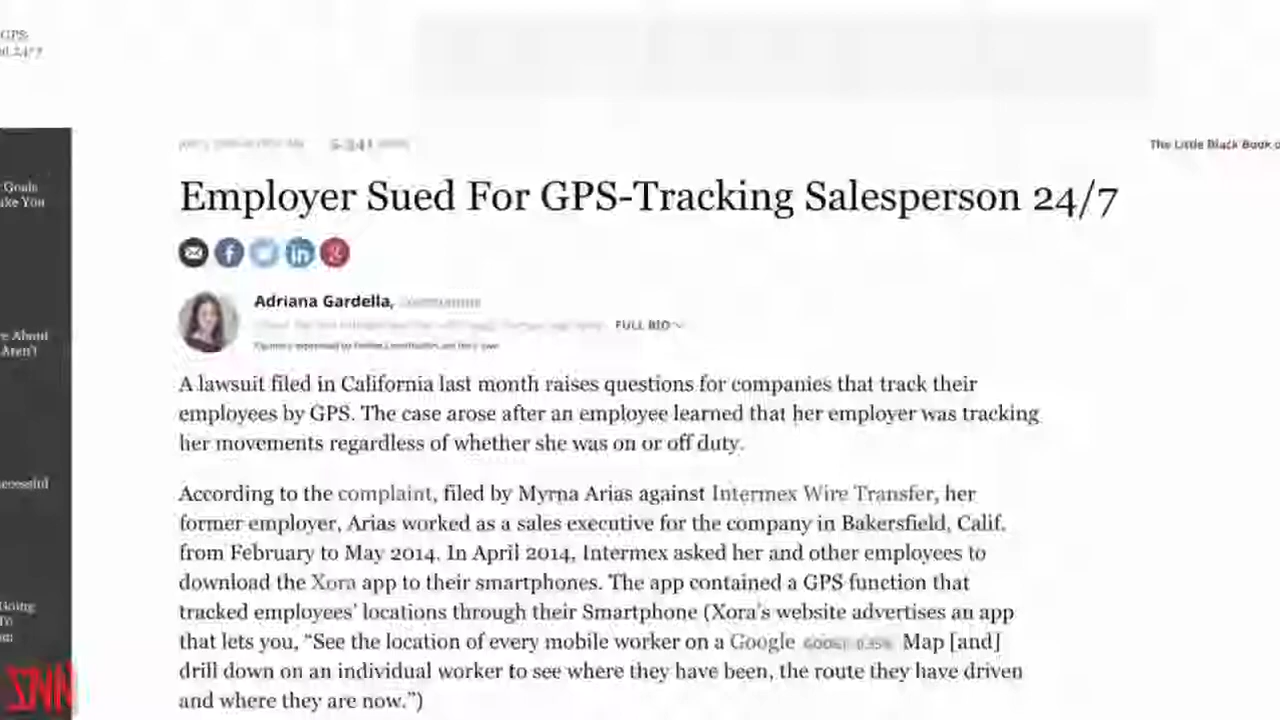 GPS
24/7
The Little Black Book
Employer Sued For GPS-Tracking Salesperson 24/7
Goals
You
Adriana Gardella,
FULL BIO
About
Aren't
A lawsuit filed in California last month raises questions for companies that track their
employees by GPS. The case arose after an employee learned that her employer was tracking
her movements regardless of whether she was on or off duty.
According to the complaint, filed by Myrna Arias against Intermex Wire Transfer, her
former employer, Arias worked as a sales executive for the company in Bakersfield, Calif.
from February to May 2014. In April 2014, Intermex asked her and other employees to
download the Xora app to their smartphones. The app contained a GPS function that
tracked employees' locations through their Smartphone (Xora's website advertises an app
that lets you, "See the location of every mobile worker on a Google Map [and]
drill down on an individual worker to see where they have been, the route they have driven
and where they are now.")
SNN